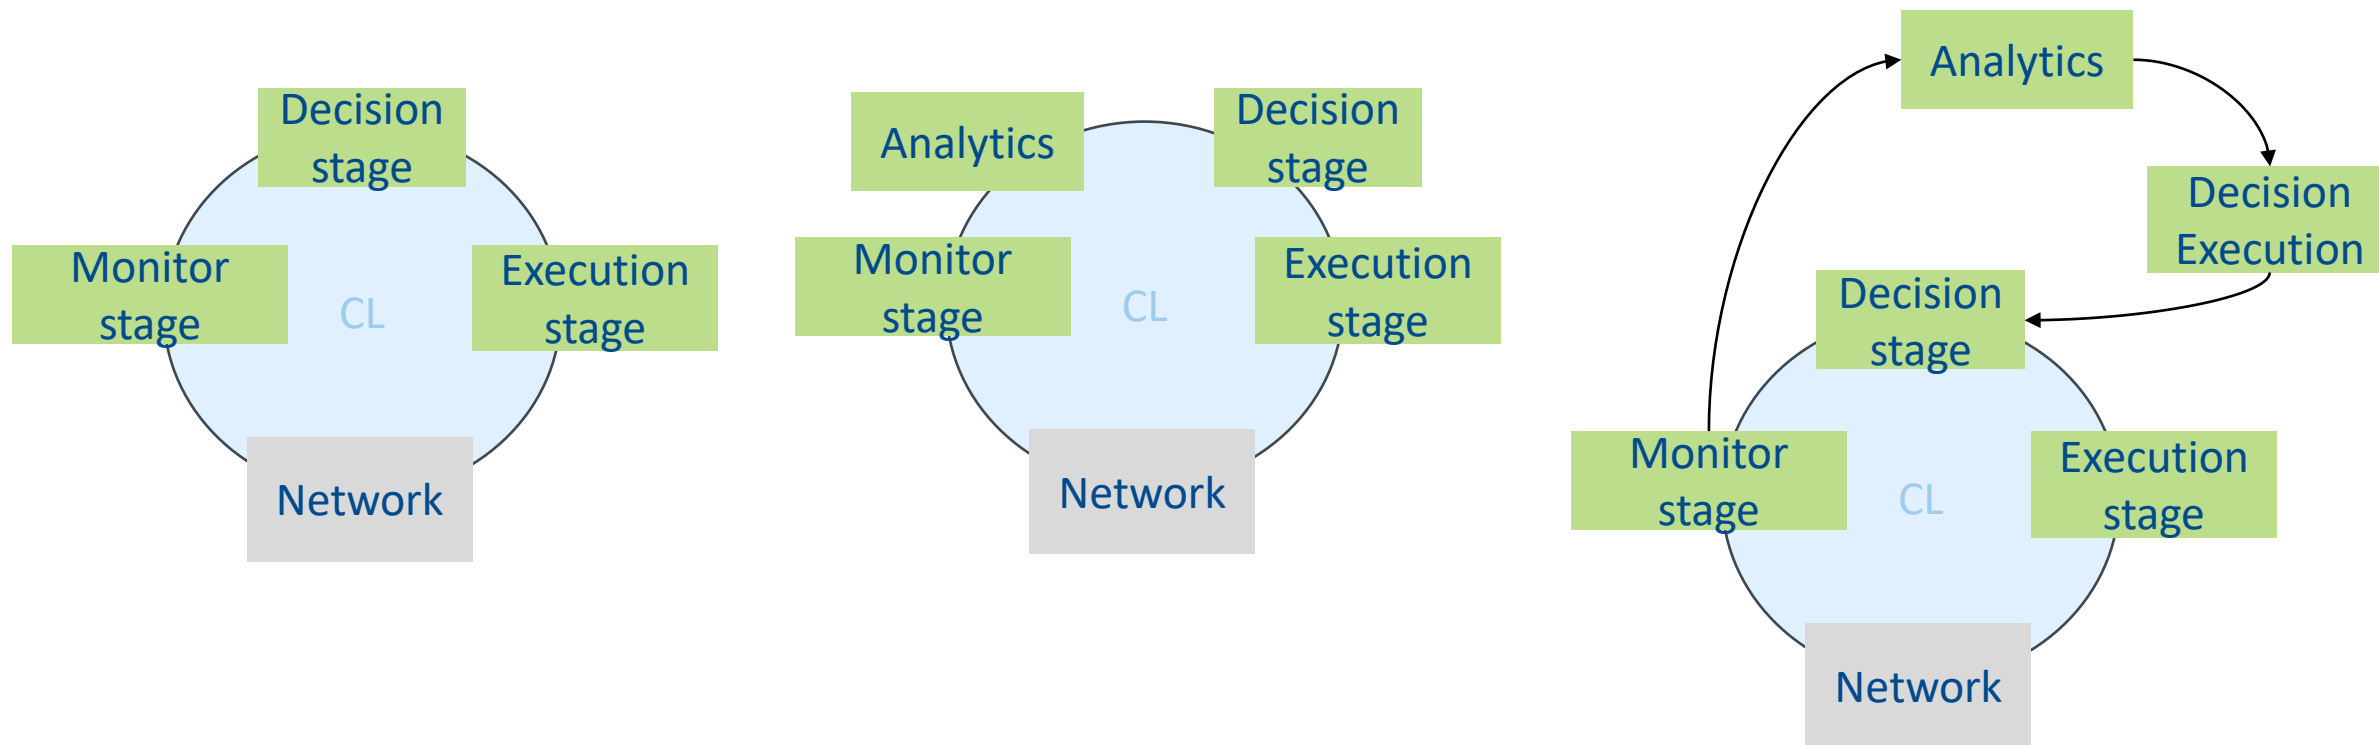 Decision
stage
Monitor
stage
CL
Execution
stage
Network
Analytics
Decision
stage
Monitor
stage
CL
Execution
stage
Network
Analytics
Decision
Execution
Decision
stage
Monitor
stage
CL
Execution
stage
Network